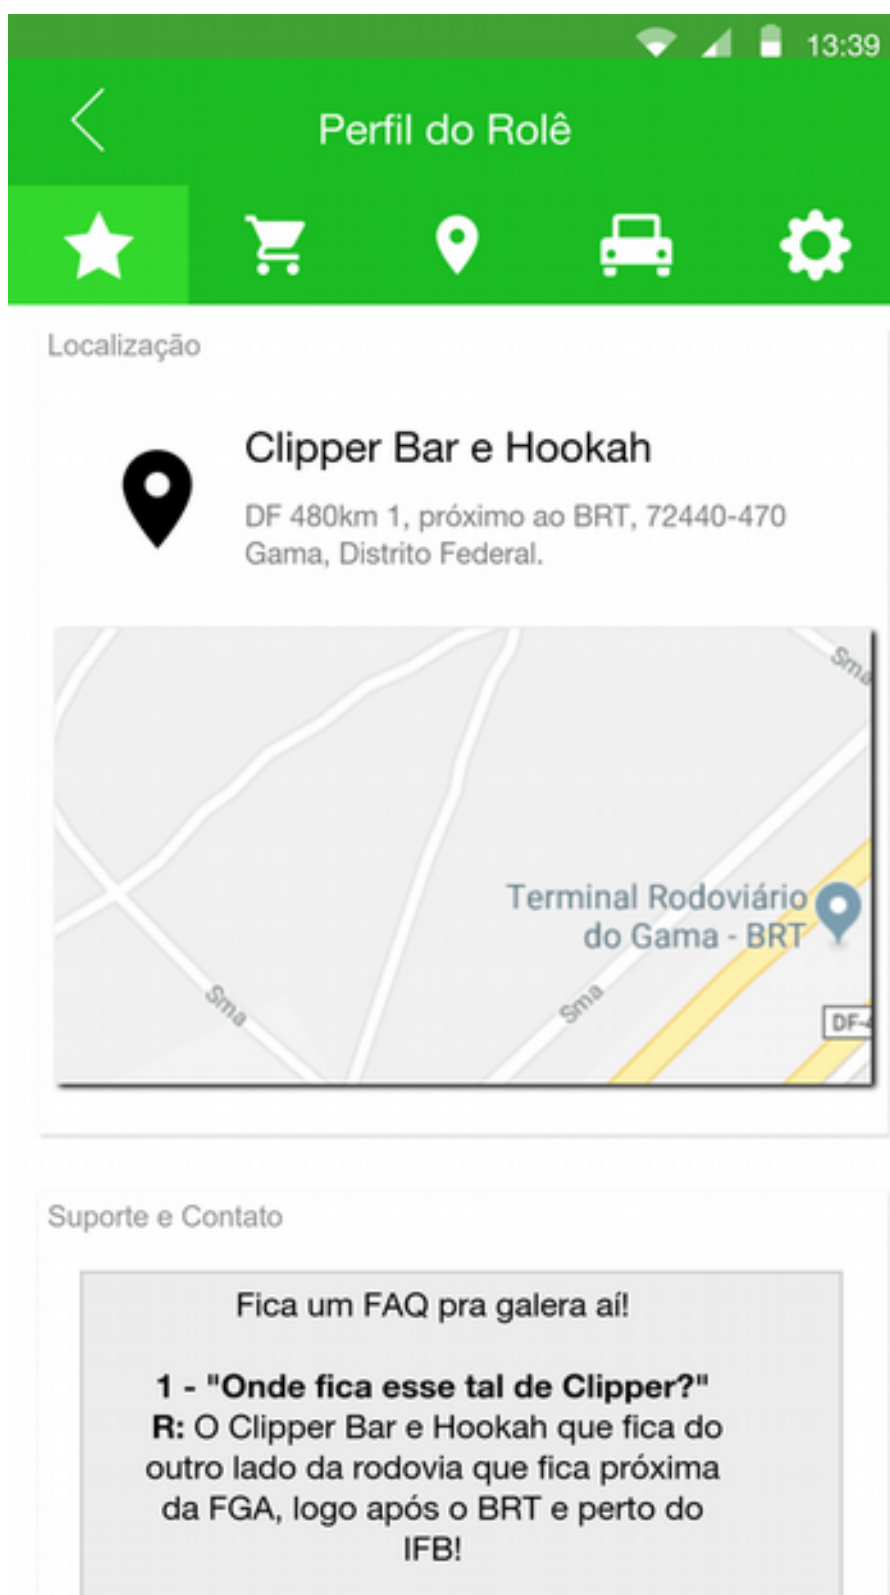 13:39
Perfil do Rolê
Localização
Clipper Bar e Hookah
DF 480km 1, próximo ao BRT, 72440-470
Gama, Distrito Federal.
Sma
Terminal Rodoviário
do Gama - BRT
Sma
Sma
DF-4
Suporte e Contato
Fica um FAQ pra galera aí!
1 - "Onde fica esse tal de Clipper?"
R: O Clipper Bar e Hookah que fica do
outro lado da rodovia que fica próxima
da FGA, logo após o BRT e perto do
IFB!